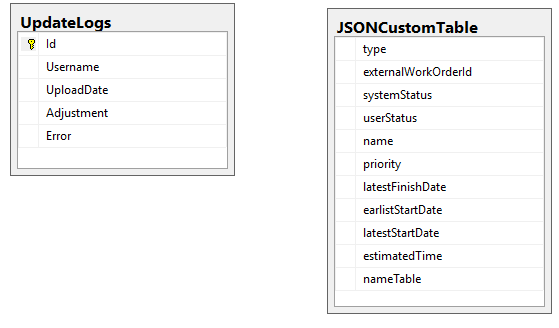 UpdateLogs
Id
Username
UploadDate
Adjustment
Error
JSONCustomTable
type
externalWorkOrderId
systemStatus
userStatus
name
priority
latestFinishDate
earlistStartDate
latestStartDate
estimatedTime
nameTable